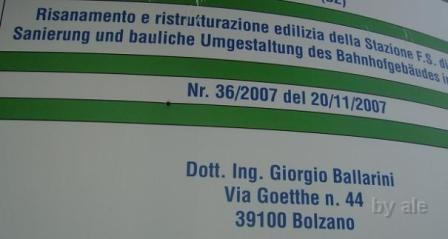 Risanamento e ristrutturazione edilizia della Stazione F.S. di
Sanierung und bauliche Umgestaltung des Bahnhofgebäudes i
Nr. 36/2007 del 20/11/2007
Dott. Ing. Giorgio Ballarini
Via Goetthe n. 44
39100 Bolzano
by ale